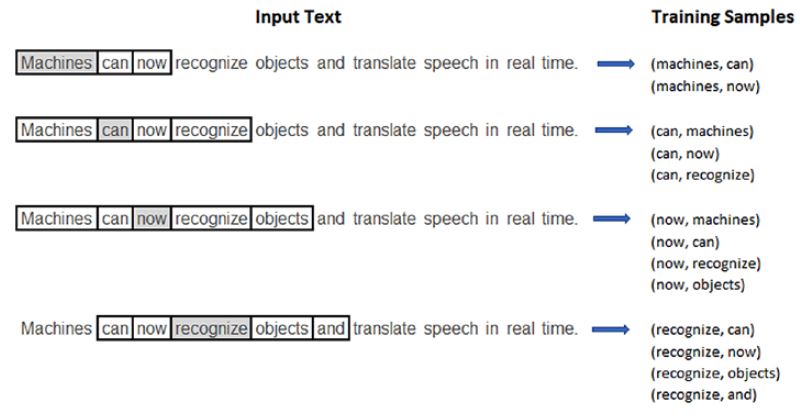 Input Text
Training Samples
Machines can now recognize objects and translate speech in real time.
(machines, can)
(machines, now)
Machines can now recognize objects and translate speech in real time.
(can, machines)
(can, now)
(can, recognize)
Machines can now recognize objects and translate speech in real time.
(now, machines)
(now, can)
(now, recognize)
(now, objects)
Machines can now recognize objects and translate speech in real time.
(recognize, can)
(recognize, now)
(recognize, objects)
(recognize, and)